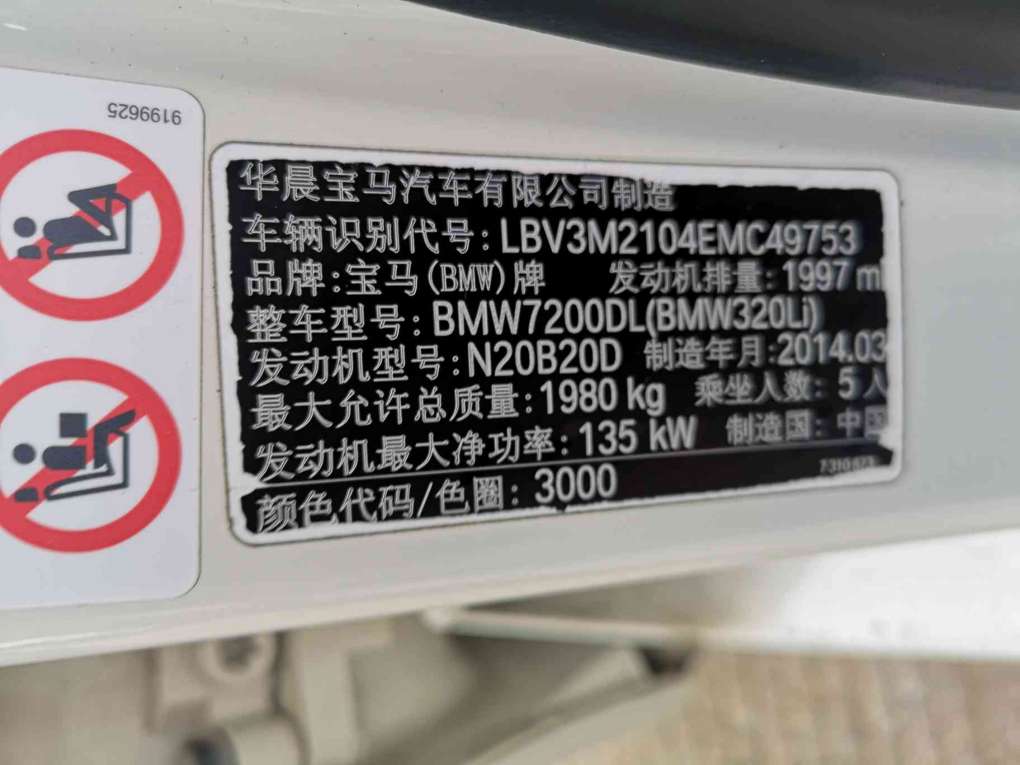 9199625
华晨宝马汽车有限公司制造
车辆识别代号: LBV3M2104EMC49753
品牌:宝马(BMW)牌 发动机排量: 1997 m
整车型号: BMW7200DL(BMW320Li)
发动机型号: N20B20D 制造年月:2014.03
最大允许总质量: 1980 kg 乘坐人数: 5 人
发动机最大净功率: 135 kW 制造国: 中国
颜色代码/色圈: 3000